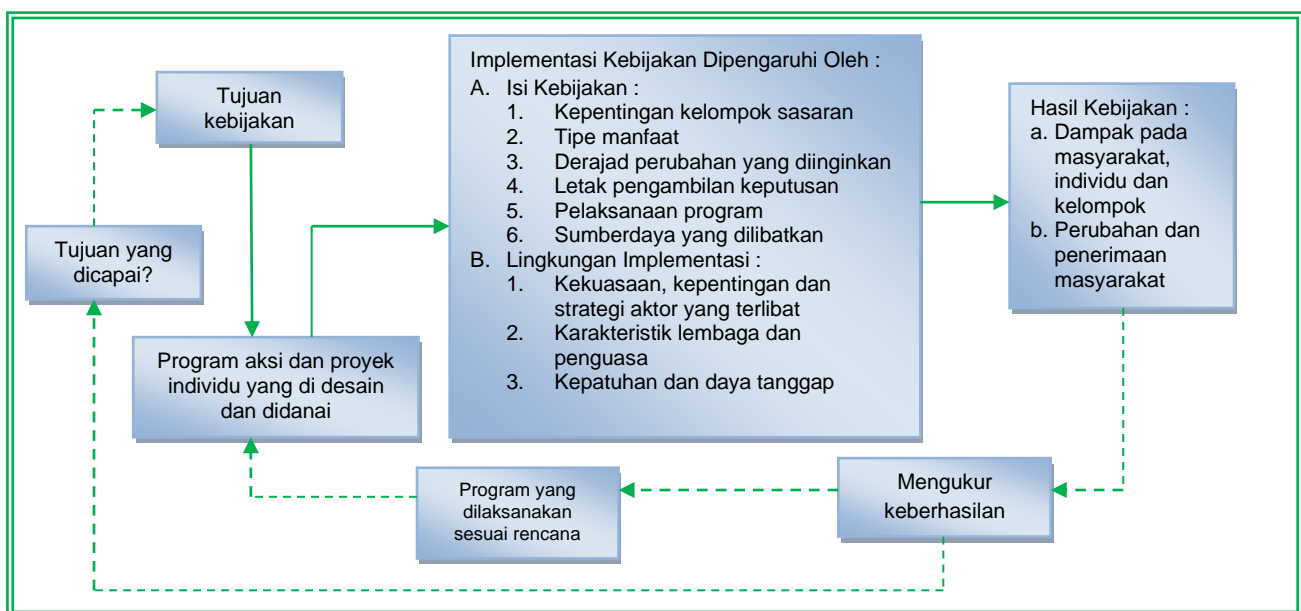 Tujuan
kebijakan
Tujuan yang
dicapai?
Program aksi dan proyek
individu yang di desain
dan didanai
Implementasi Kebijakan Dipengaruhi Oleh :
A. Isi Kebijakan :
1. Kepentingan kelompok sasaran
2. Tipe manfaat
3. Derajad perubahan yang diinginkan
4. Letak pengambilan keputusan
5. Pelaksanaan program
6. Sumberdaya yang dilibatkan
B. Lingkungan Implementasi :
1. Kekuasaan, kepentingan dan
strategi aktor yang terlibat
2. Karakteristik lembaga dan
penguasa
3. Kepatuhan dan daya tanggap
Hasil Kebijakan :
a. Dampak pada
masyarakat,
individu dan
kelompok
b. Perubahan dan
penerimaan
masyarakat
Mengukur
keberhasilan
Program yang
dilaksanakan
sesuai rencana